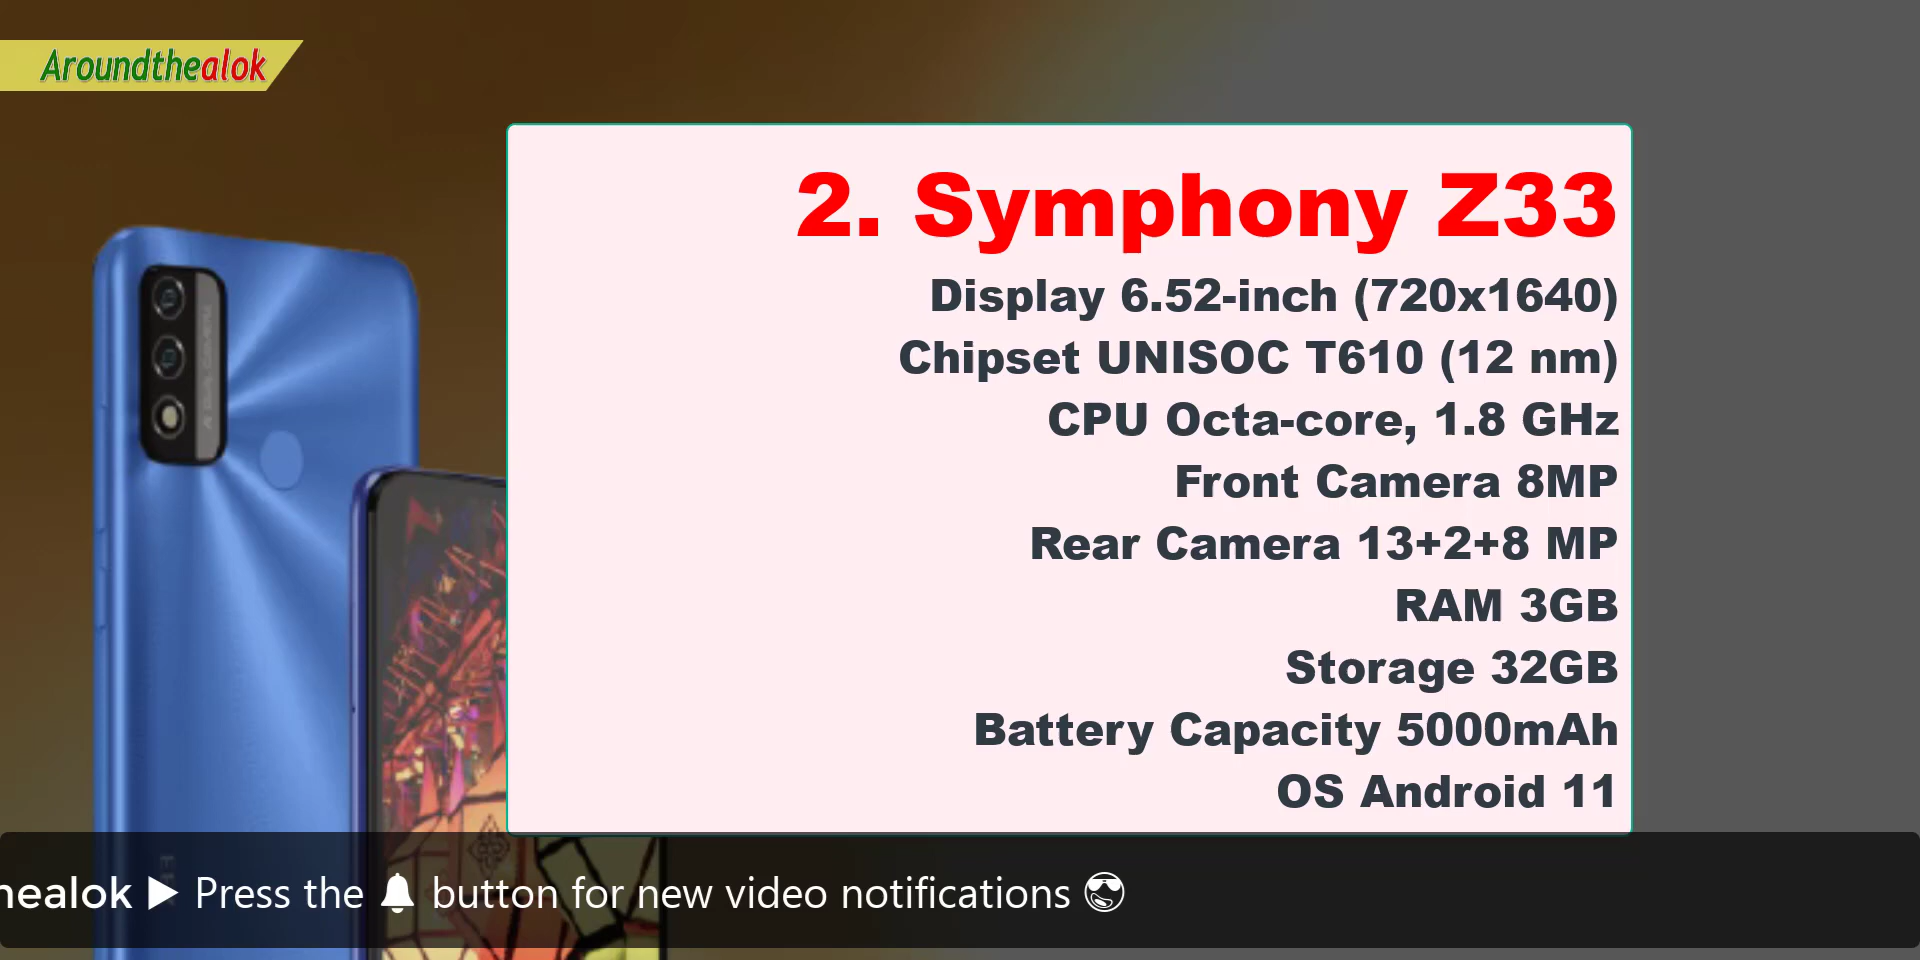 Aroundthealok
2. Symphony Z33
Display 6.52-inch (720x1640)
Chipset UNISOC T610 (12 nm)
CPU Octa-core, 1.8 GHz
Front Camera 8MP
Rear Camera 13+2+8 MP
RAM 3GB
Storage 32GB
Battery Capacity 5000mAh
OS Android 11
healok ▶ Press the 🔔 button for new video notifications 😎